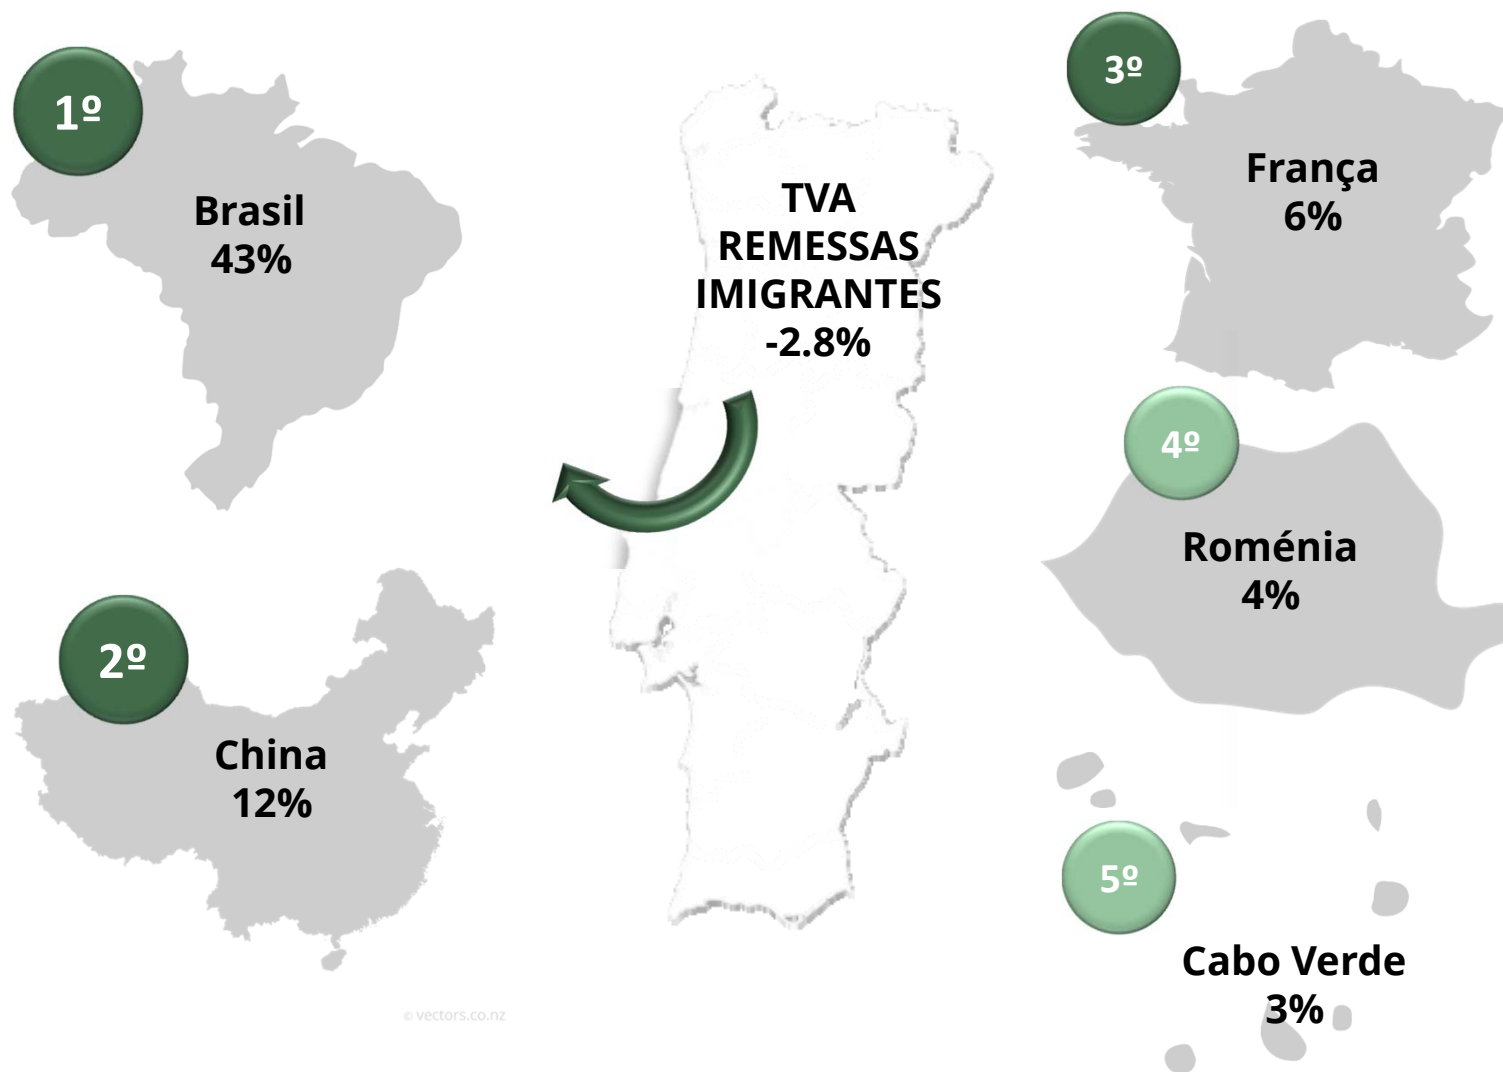 1º
Brasil
43%
2º
China
12%
© vectors.co.nz
TVA
REMESSAS
IMIGRANTES
-2.8%
3º
França
6%
4º
Roménia
4%
5º
Cabo Verde
3%